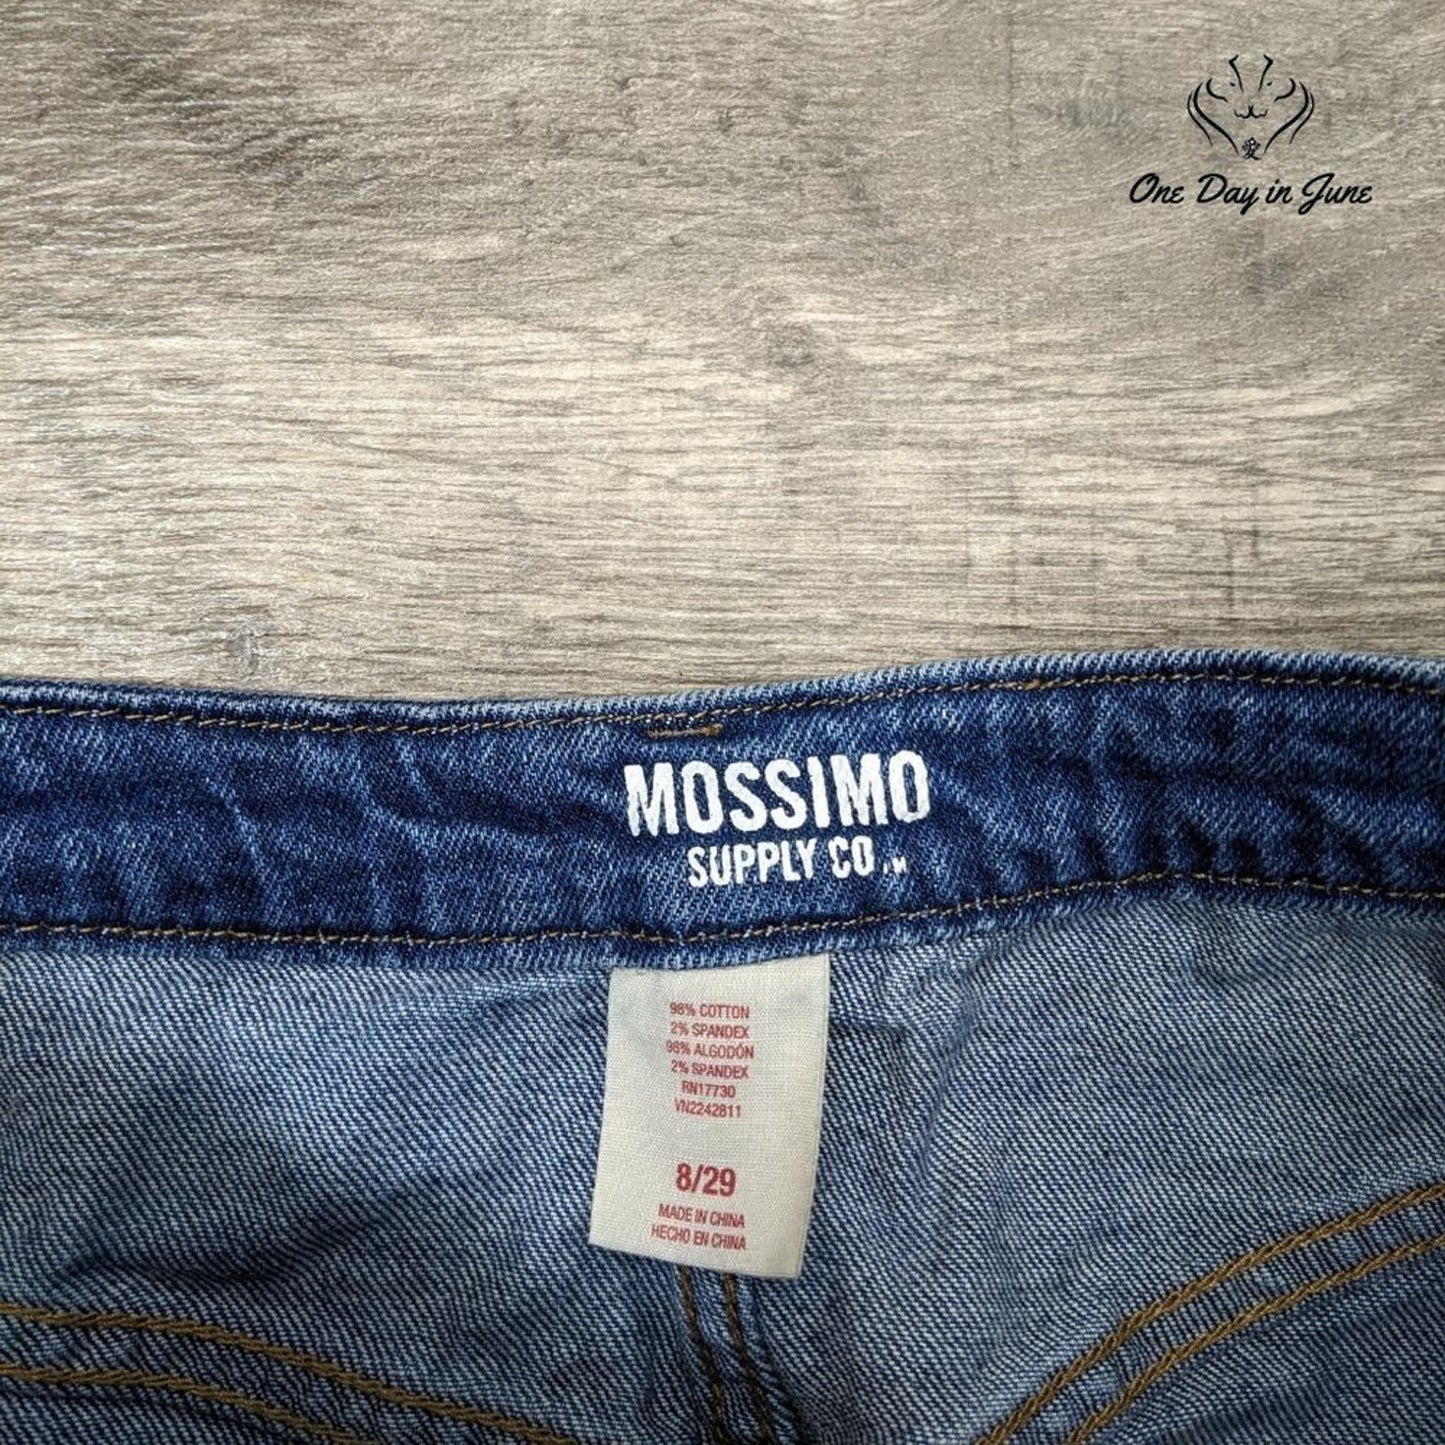 愛
One Day in June
MOSSIMO
SUPPLY CO.
98% COTTON
2% SPANDEX
98% ALGODÓN
2% SPANDEX
RN17730
VN2242811
8/29
MADE IN CHINA
HECHO EN CHINA